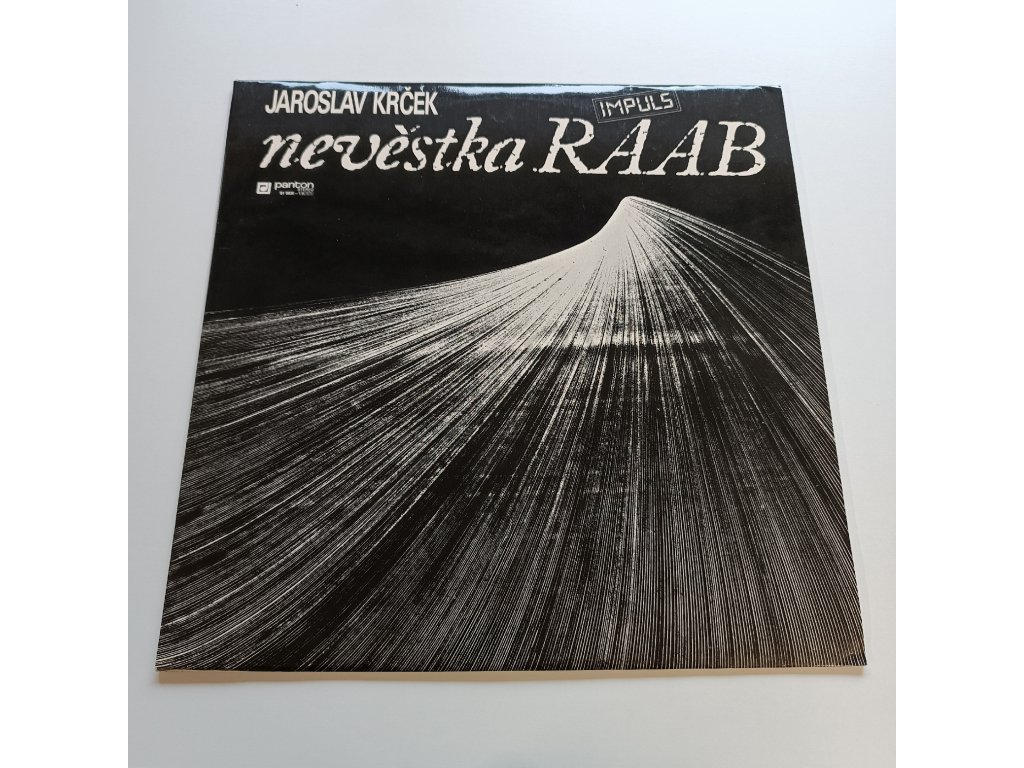 JAROSLAV KRČEK
IMPULS
nevěstka RAAB
panton